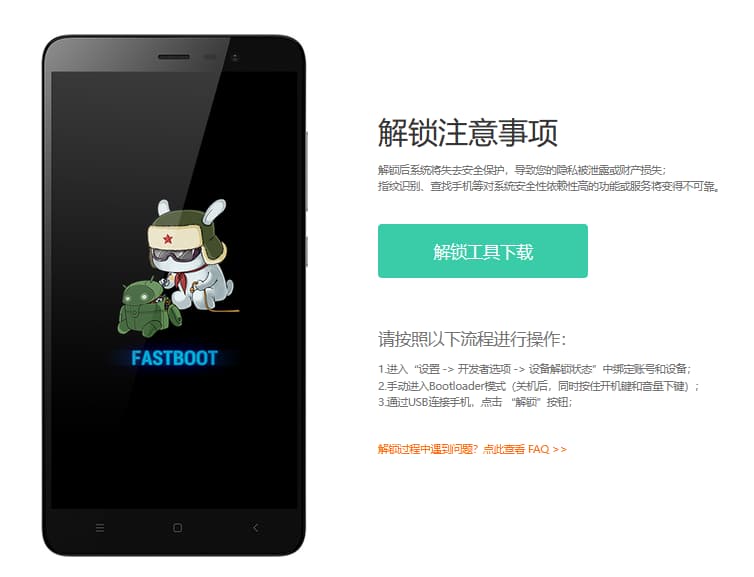 FASTBOOT
解锁注意事项
解锁后系统将失去安全保护，导致您的隐私被泄露或财产损失；
指纹识别、查找手机等对系统安全性依赖性高的功能或服务将变得不可靠。
解锁工具下载
请按照以下流程进行操作：
1.进入“设置 -> 开发者选项 -> 设备解锁状态”中绑定账号和设备；
2.手动进入Bootloader模式（关机后，同时按住开机键和音量下键）；
3.通过USB连接手机，点击 “解锁”按钮；
解锁过程中遇到问题？点此查看 FAQ >>